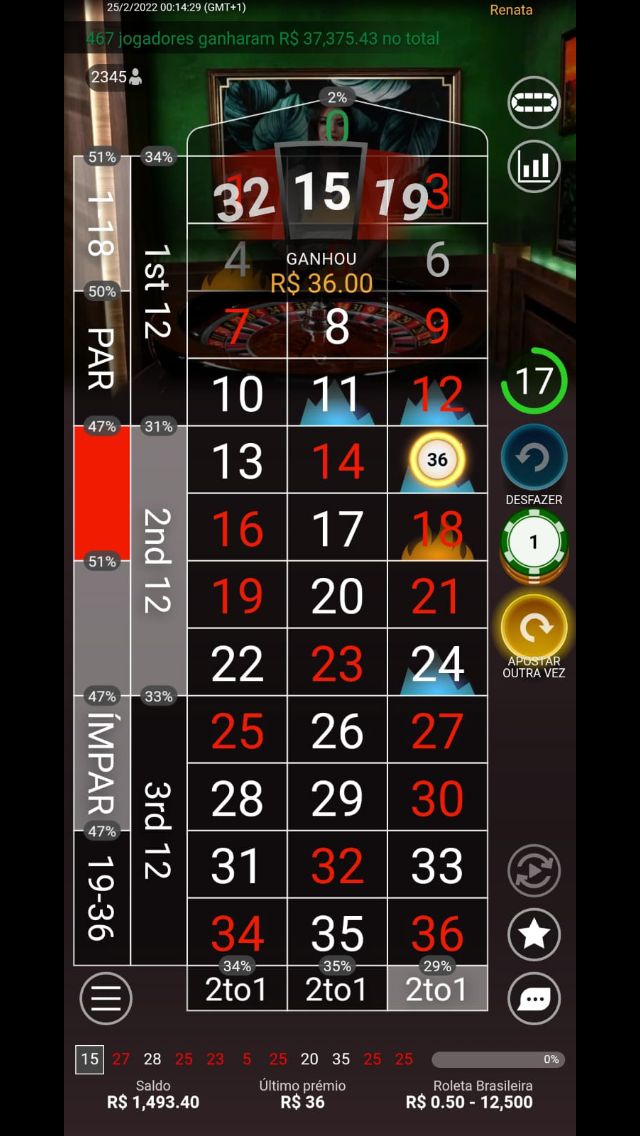 25/2/2022 00:14:29 (GMT+1)
Renata
467 jogadores ganharam R$ 37,375.43 no total
2345
2%
0
51%
34%
32 15 19 3
1-18
1st 12
GANHOU
R$ 36.00
4
6
50%
7 8 9
PAR
10 11 12
17
47%
31%
13 14 36
DESFAZER
16 17 18
1
2nd 12
51%
19 20 21
APOSTAR
OUTRA VEZ
22 23 24
47%
33%
25 26 27
ÍMPAR
28 29 30
3rd 12
47%
31 32 33
19-36
34 35 36
34% 35% 29%
2to1 2to1 2to1
15 27 28 25 23 5 25 20 35 25 25
0%
Saldo
R$ 1,493.40
Último prémio
R$ 36
Roleta Brasileira
R$ 0.50 - 12,500